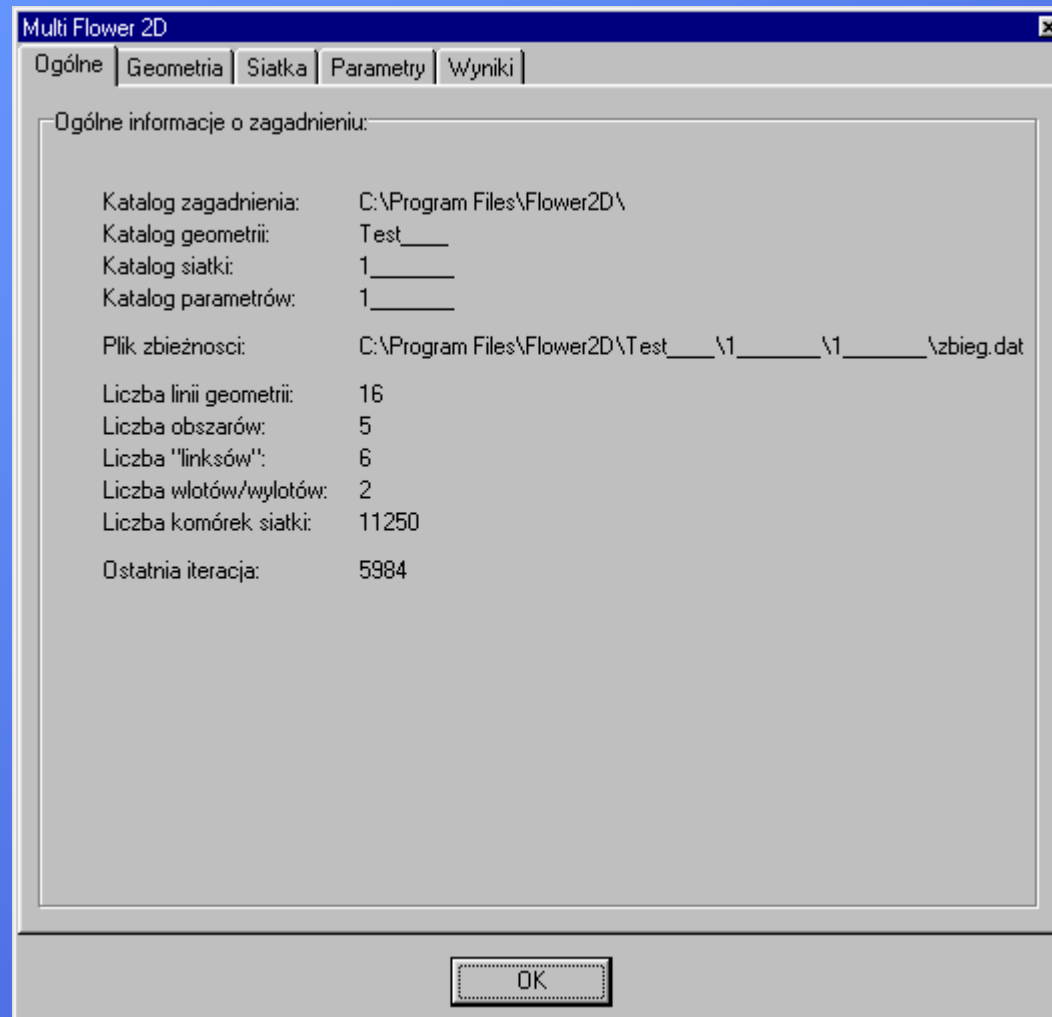 Multi Flower 2D
Ogólne Geometria Siatka Parametry Wyniki
Ogólne informacje o zagadnieniu:
Katalog zagadnienia: C:\Program Files\Flower2D\
Katalog geometrii: Test____
Katalog siatki: 1_______
Katalog parametrów: 1_______
Plik zbieżnosci: C:\Program Files\Flower2D\Test____\1_______\1_______\zbieg.dat
Liczba linii geometrii: 16
Liczba obszarów: 5
Liczba "linksów": 6
Liczba wlotów/wylotów: 2
Liczba komórek siatki: 11250
Ostatnia iteracja: 5984
OK